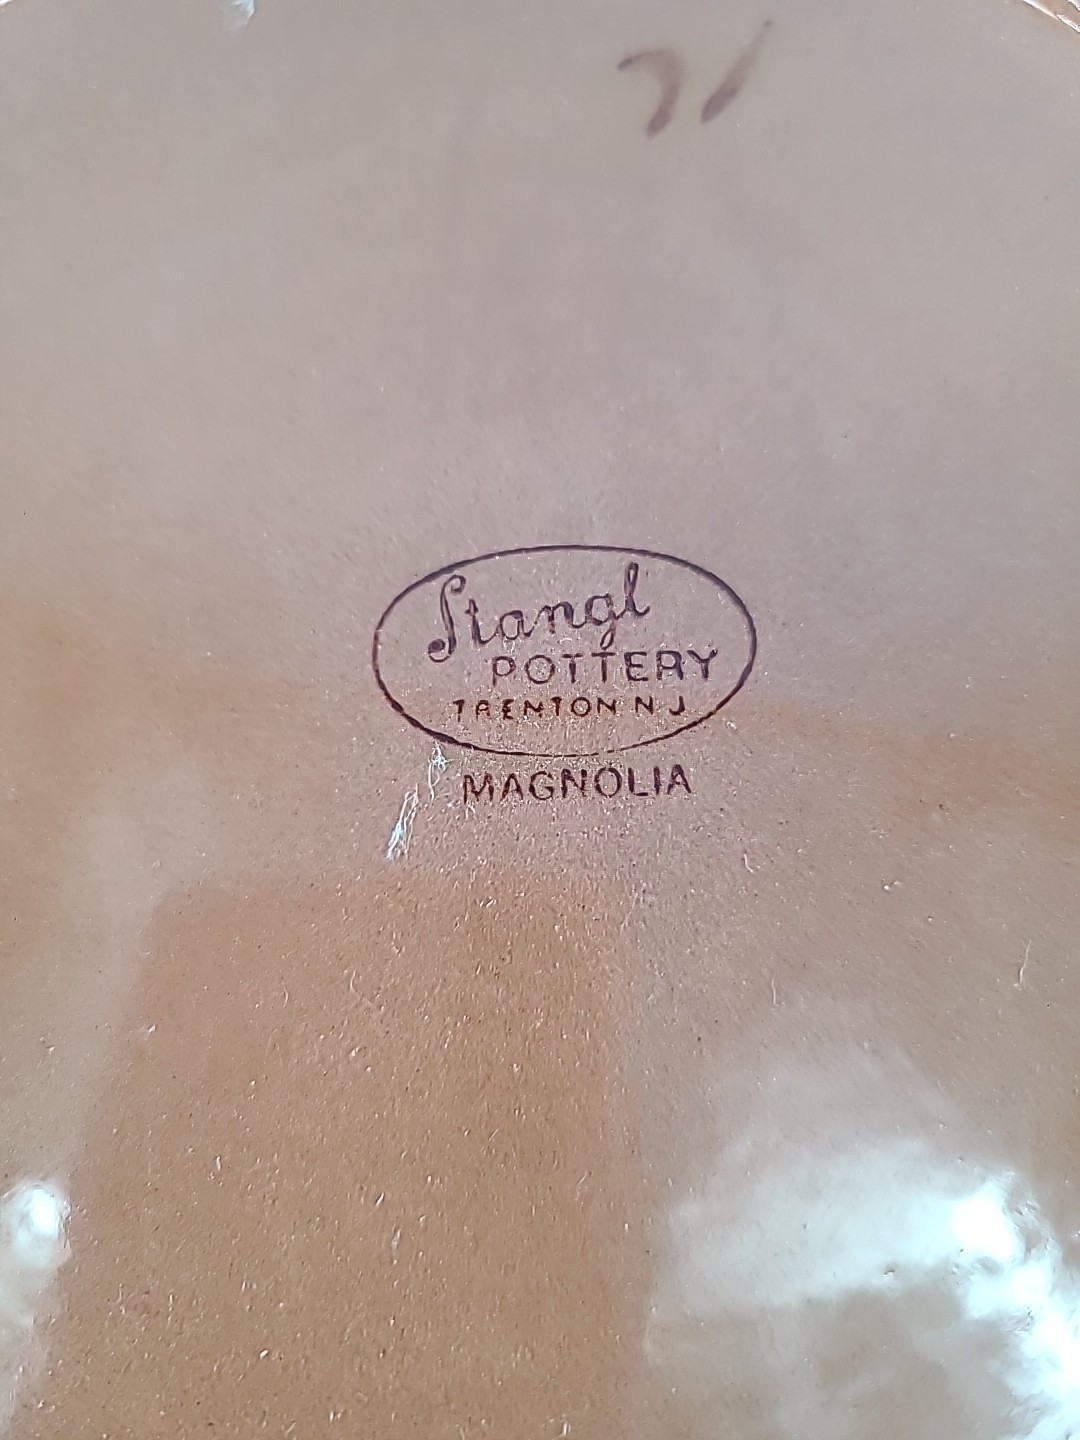 Stangl
POTTERY
TRENTON N J
MAGNOLIA